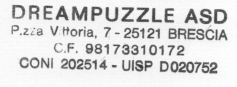 DREAMPUZZLE ASD
P.zza Vittoria, 7 - 25121 BRESCIA
C.F. 98173310172
CONI 202514 - UISP D020752